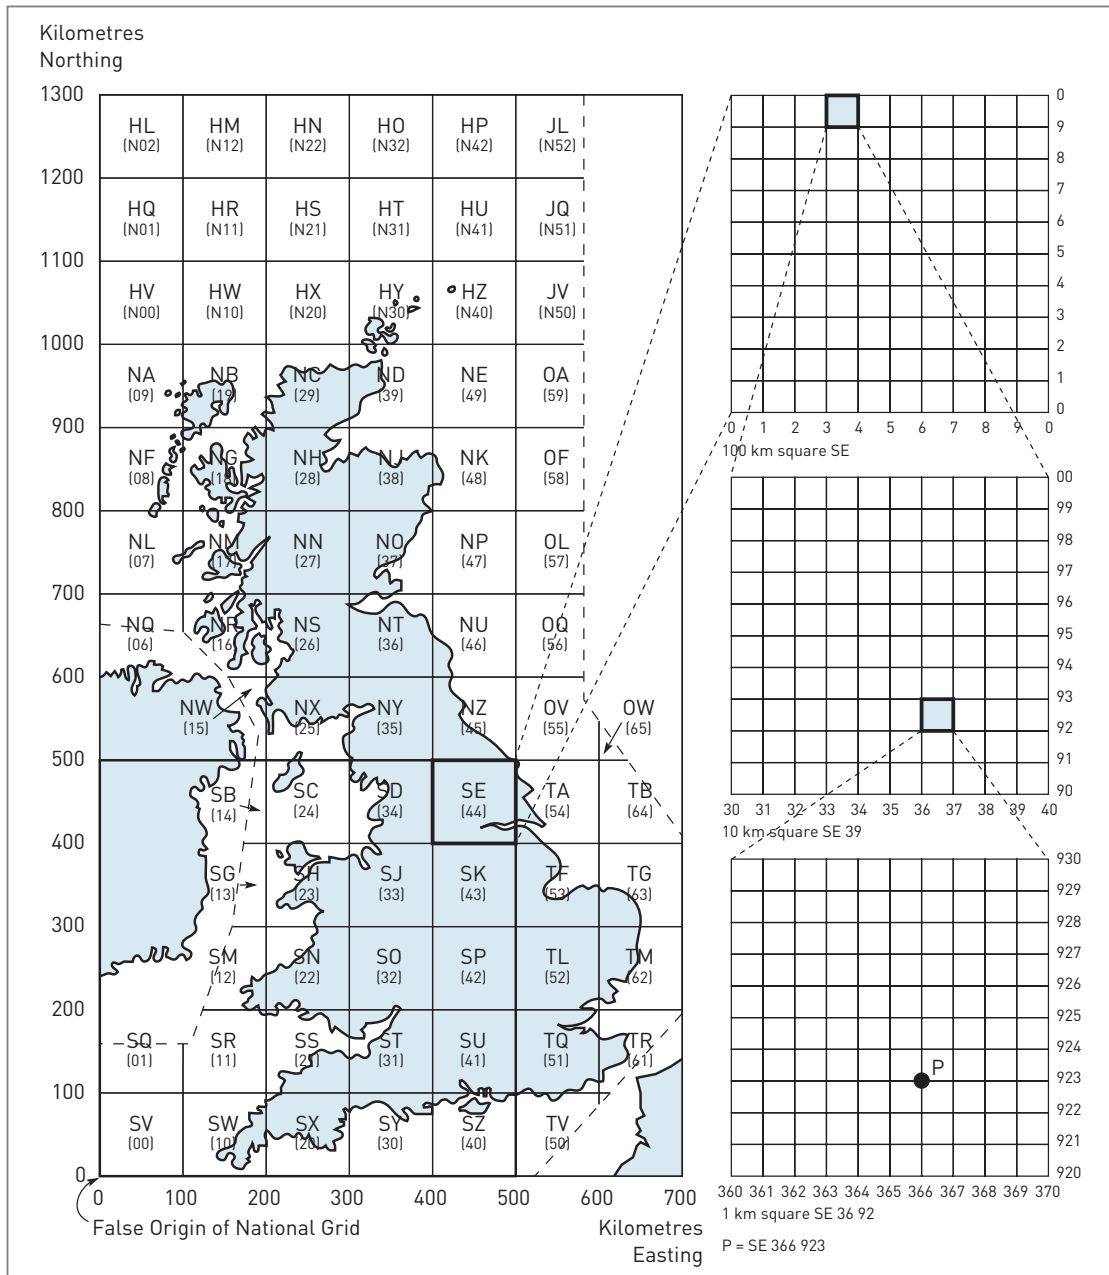 Kilometres
Northing
1300
HL HM HN HO HP JL
(N02) (N12) (N22) (N32) (N42) (N52)
1200
HQ HR HS HT HU JQ
(N01) (N11) (N21) (N31) (N41) (N51)
1100
HV HW HX HY HZ JV
(N00) (N10) (N20) (N30) (N40) (N50)
1000
NA NB NC ND NE OA
(09) (19) (29) (39) (49) (59)
900
NF NG NH NJ NK OF
(08) (18) (28) (38) (48) (58)
800
NL NM NN NO NP OL
(07) (17) (27) (37) (47) (57)
700
NQ NR NS NT NU OQ
(06) (16) (26) (36) (46) (56)
600
NW NX NY NZ OV OW
(15) (25) (35) (45) (55) (65)
500
SB SC SD SE TA TB
(14) (24) (34) (44) (54) (64)
400
SG SH SJ SK TF TG
(13) (23) (33) (43) (53) (63)
300
SM SN SO SP TL TM
(12) (22) (32) (42) (52) (62)
200
SQ SR SS ST SU TQ TR
(01) (11) (21) (31) (41) (51) (61)
100
SV SW SX SY SZ TV
(00) (10) (20) (30) (40) (50)
0
0 100 200 300 400 500 600 700
False Origin of National Grid
Kilometres
Easting
0
9
8
7
6
5
4
3
2
1
0
0 1 2 3 4 5 6 7 8 9 0
100 km square SE
00
99
98
97
96
95
94
93
92
91
90
30 31 32 33 34 35 36 37 38 39 40
10 km square SE 39
930
929
928
927
926
925
924
P
923
922
921
920
360 361 362 363 364 365 366 367 368 369 370
1 km square SE 36 92
P = SE 366 923